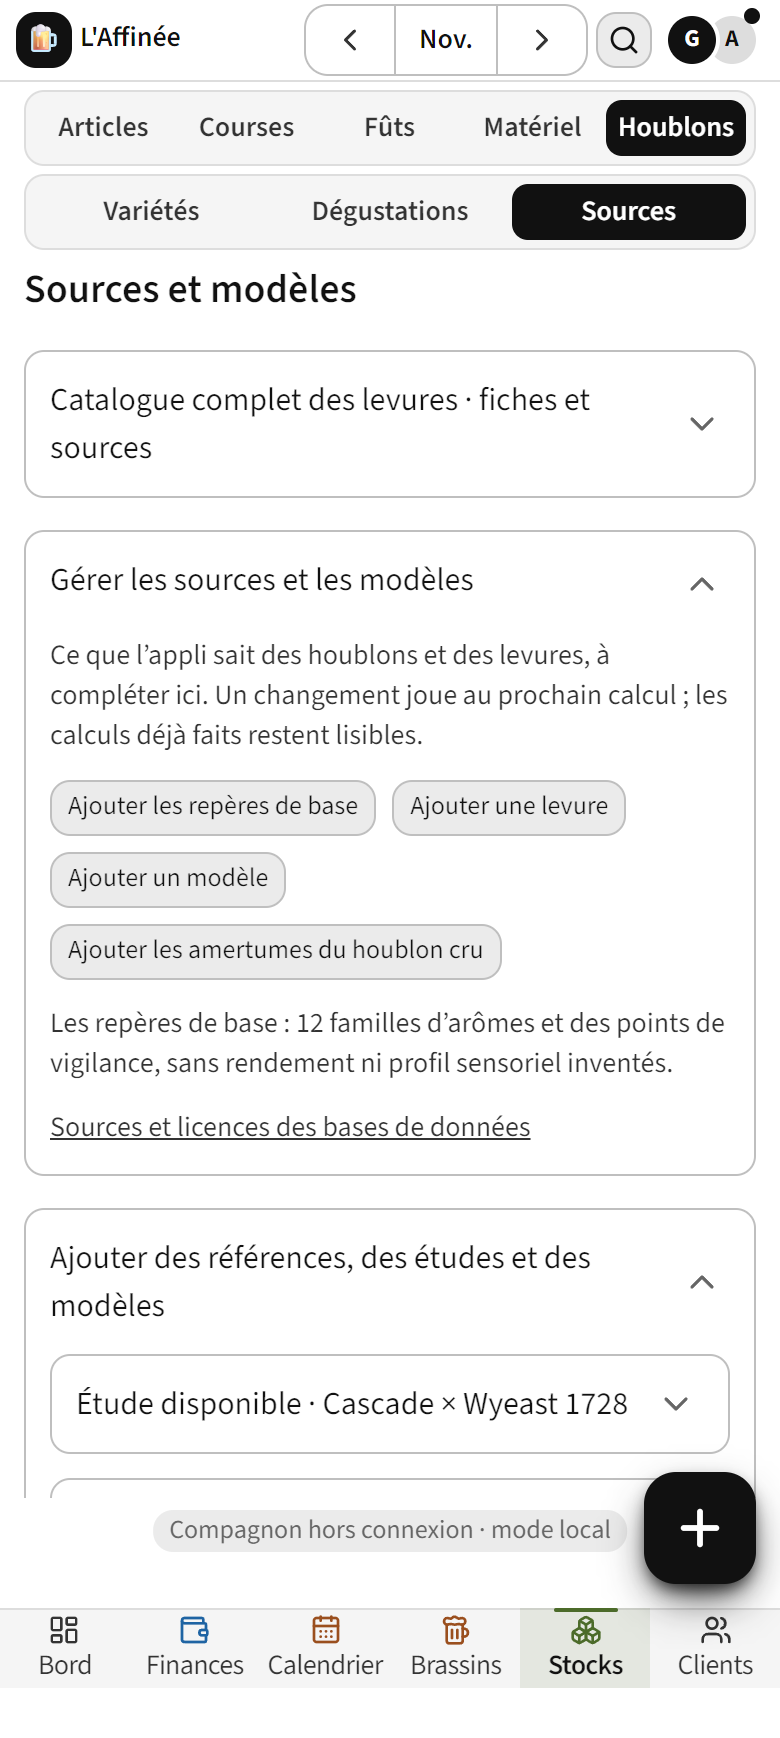 L'Affinée
Nov.
G
A
Articles
Courses
Fûts
Matériel
Houblons
Variétés
Dégustations
Sources
Sources et modèles
Catalogue complet des levures · fiches et
sources
Gérer les sources et les modèles
Ce que l’appli sait des houblons et des levures, à
compléter ici. Un changement joue au prochain calcul ; les
calculs déjà faits restent lisibles.
Ajouter les repères de base
Ajouter une levure
Ajouter un modèle
Ajouter les amertumes du houblon cru
Les repères de base : 12 familles d’arômes et des points de
vigilance, sans rendement ni profil sensoriel inventés.
Sources et licences des bases de données
Ajouter des références, des études et des
modèles
Étude disponible · Cascade × Wyeast 1728
Compagnon hors connexion · mode local
Bord
Finances
Calendrier
Brassins
Stocks
Clients